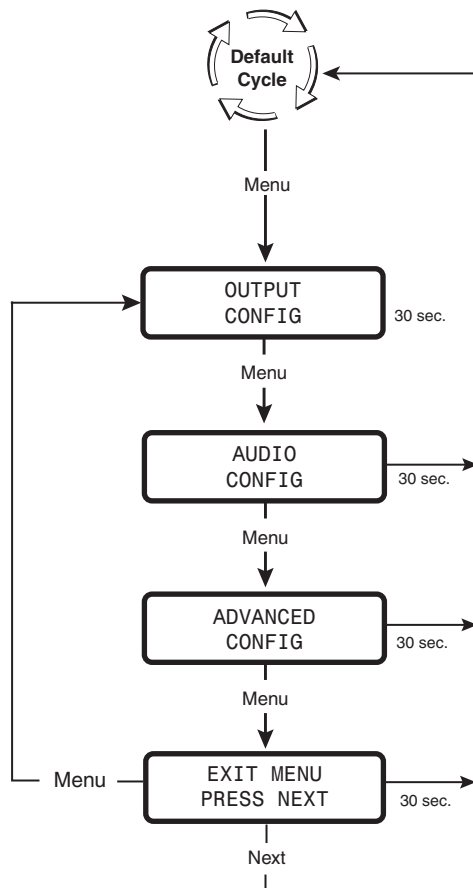 Default
Cycle
Menu
OUTPUT
CONFIG
30 sec.
Menu
AUDIO
CONFIG
30 sec.
Menu
ADVANCED
CONFIG
30 sec.
Menu
EXIT MENU
PRESS NEXT
Menu
30 sec.
Next